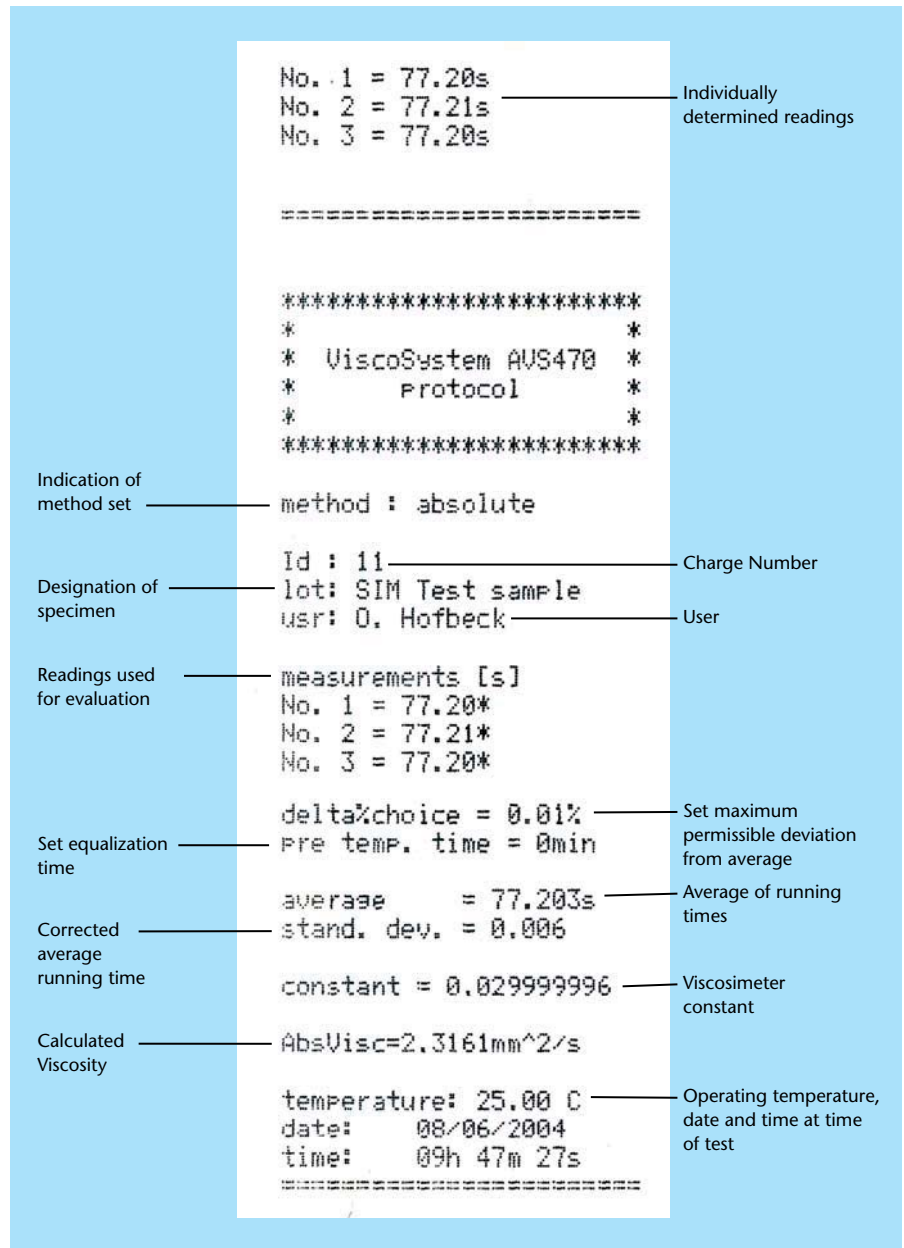 No. 1 = 77.20s
No. 2 = 77.21s
No. 3 = 77.20s
Individually
determined readings
========================
************************
* *
* ViscoSystem AVS470 *
* protocol *
* *
************************
Indication of
method set
method : absolute
Id : 11
Charge Number
Designation of
specimen
lot: SIM Test sample
usr: O. Hofbeck
User
Readings used
for evaluation
measurements [s]
No. 1 = 77.20*
No. 2 = 77.21*
No. 3 = 77.20*
delta%choice = 0.01%
Set maximum
permissible deviation
from average
Set equalization
time
pre temp. time = 0min
average = 77.203s
Average of running
times
Corrected
average
running time
stand. dev. = 0.006
constant = 0.029999996
Viscosimeter
constant
Calculated
Viscosity
AbsVisc=2.3161mm^2/s
temperature: 25.00 C
date: 08/06/2004
time: 09h 47m 27s
Operating temperature,
date and time at time
of test
========================